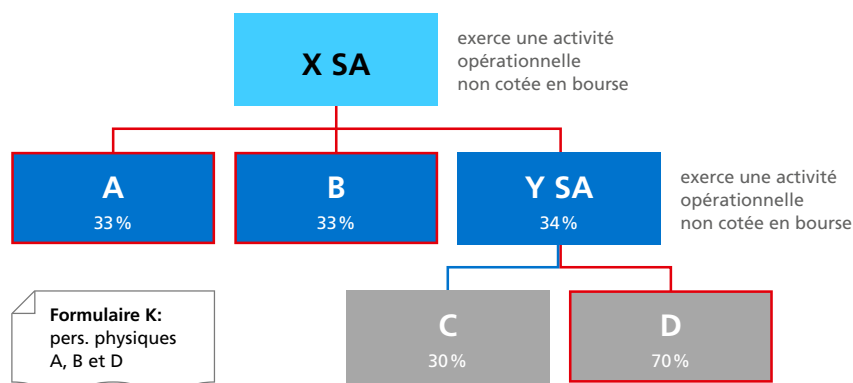 X SA
exerce une activité
opérationnelle
non cotée en bourse
A
33 %
B
33 %
Y SA
34 %
exerce une activité
opérationnelle
non cotée en bourse
Formulaire K:
pers. physiques
A, B et D
C
30 %
D
70 %